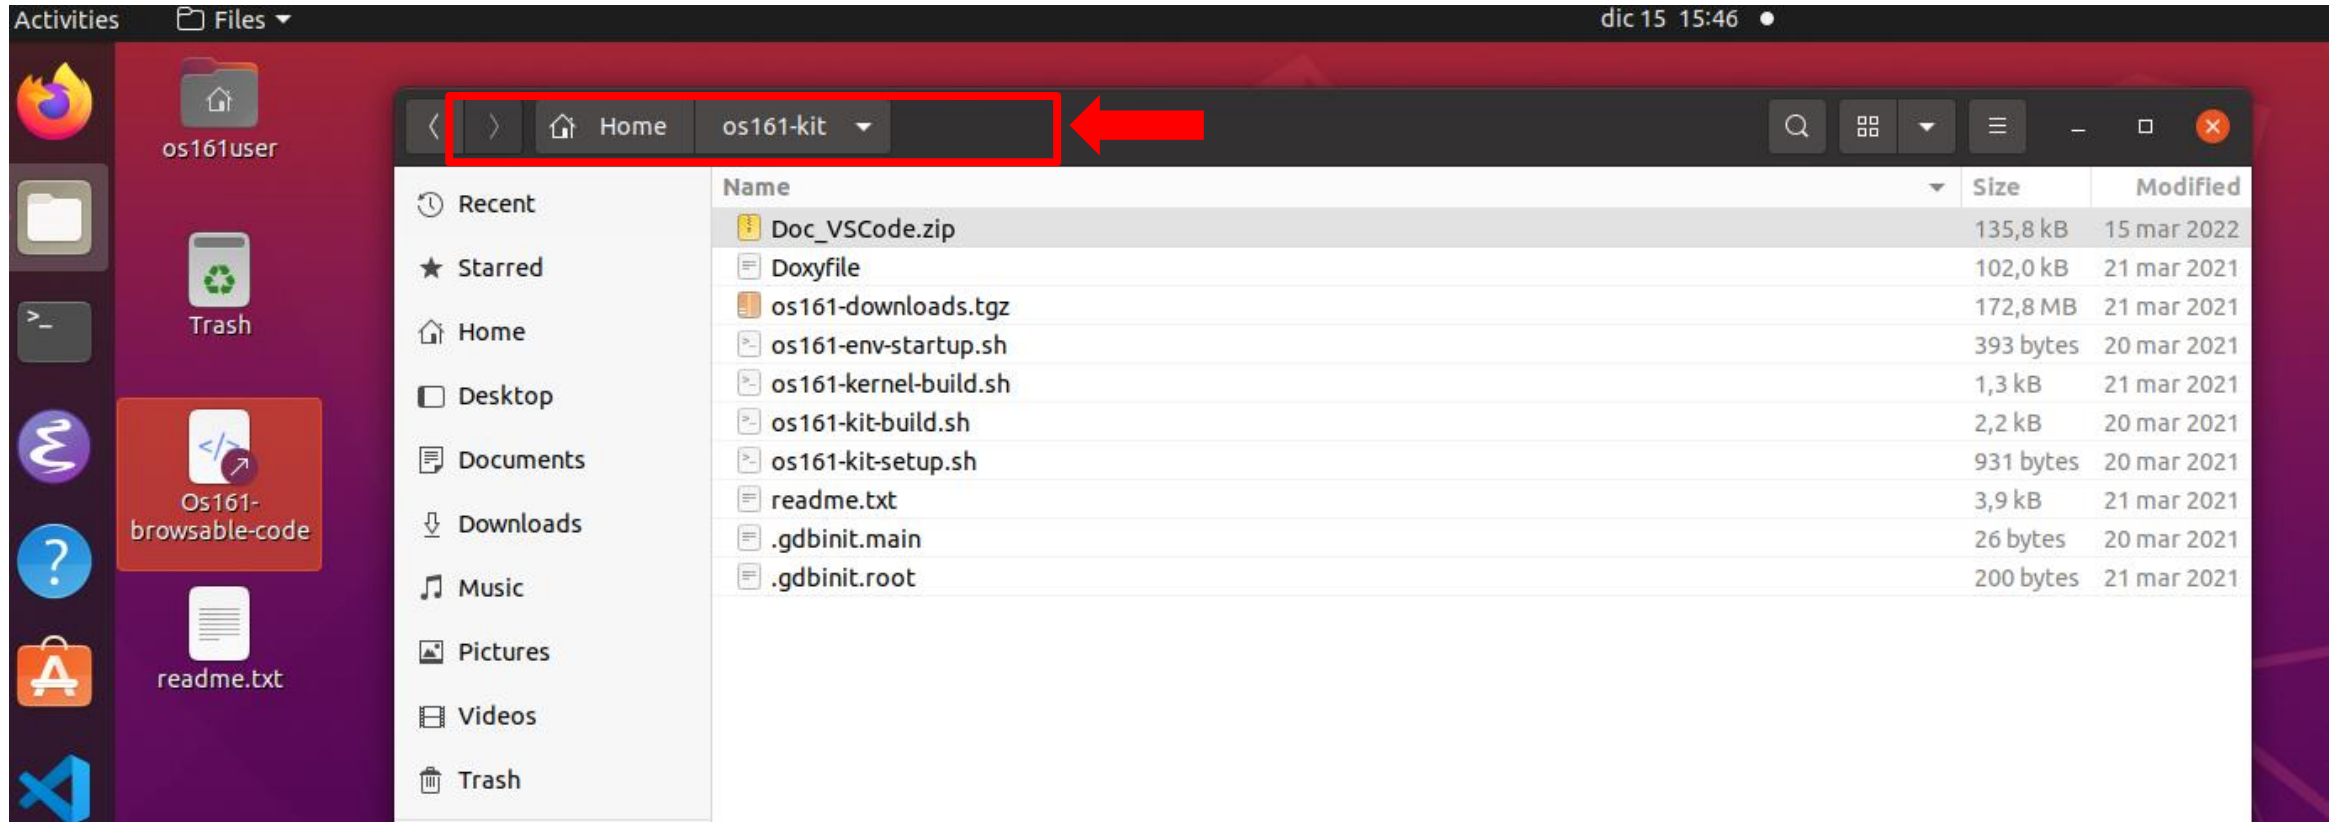 Activities Files dic 15 15:46
os161user
Trash
Os161-
browsable-code
readme.txt
Home os161-kit
Recent
Starred
Home
Desktop
Documents
Downloads
Music
Pictures
Videos
Trash
Name Size Modified
Doc_VSCode.zip 135,8 kB 15 mar 2022
Doxyfile 102,0 kB 21 mar 2021
os161-downloads.tgz 172,8 MB 21 mar 2021
os161-env-startup.sh 393 bytes 20 mar 2021
os161-kernel-build.sh 1,3 kB 21 mar 2021
os161-kit-build.sh 2,2 kB 20 mar 2021
os161-kit-setup.sh 931 bytes 20 mar 2021
readme.txt 3,9 kB 21 mar 2021
.gdbinit.main 26 bytes 20 mar 2021
.gdbinit.root 200 bytes 21 mar 2021